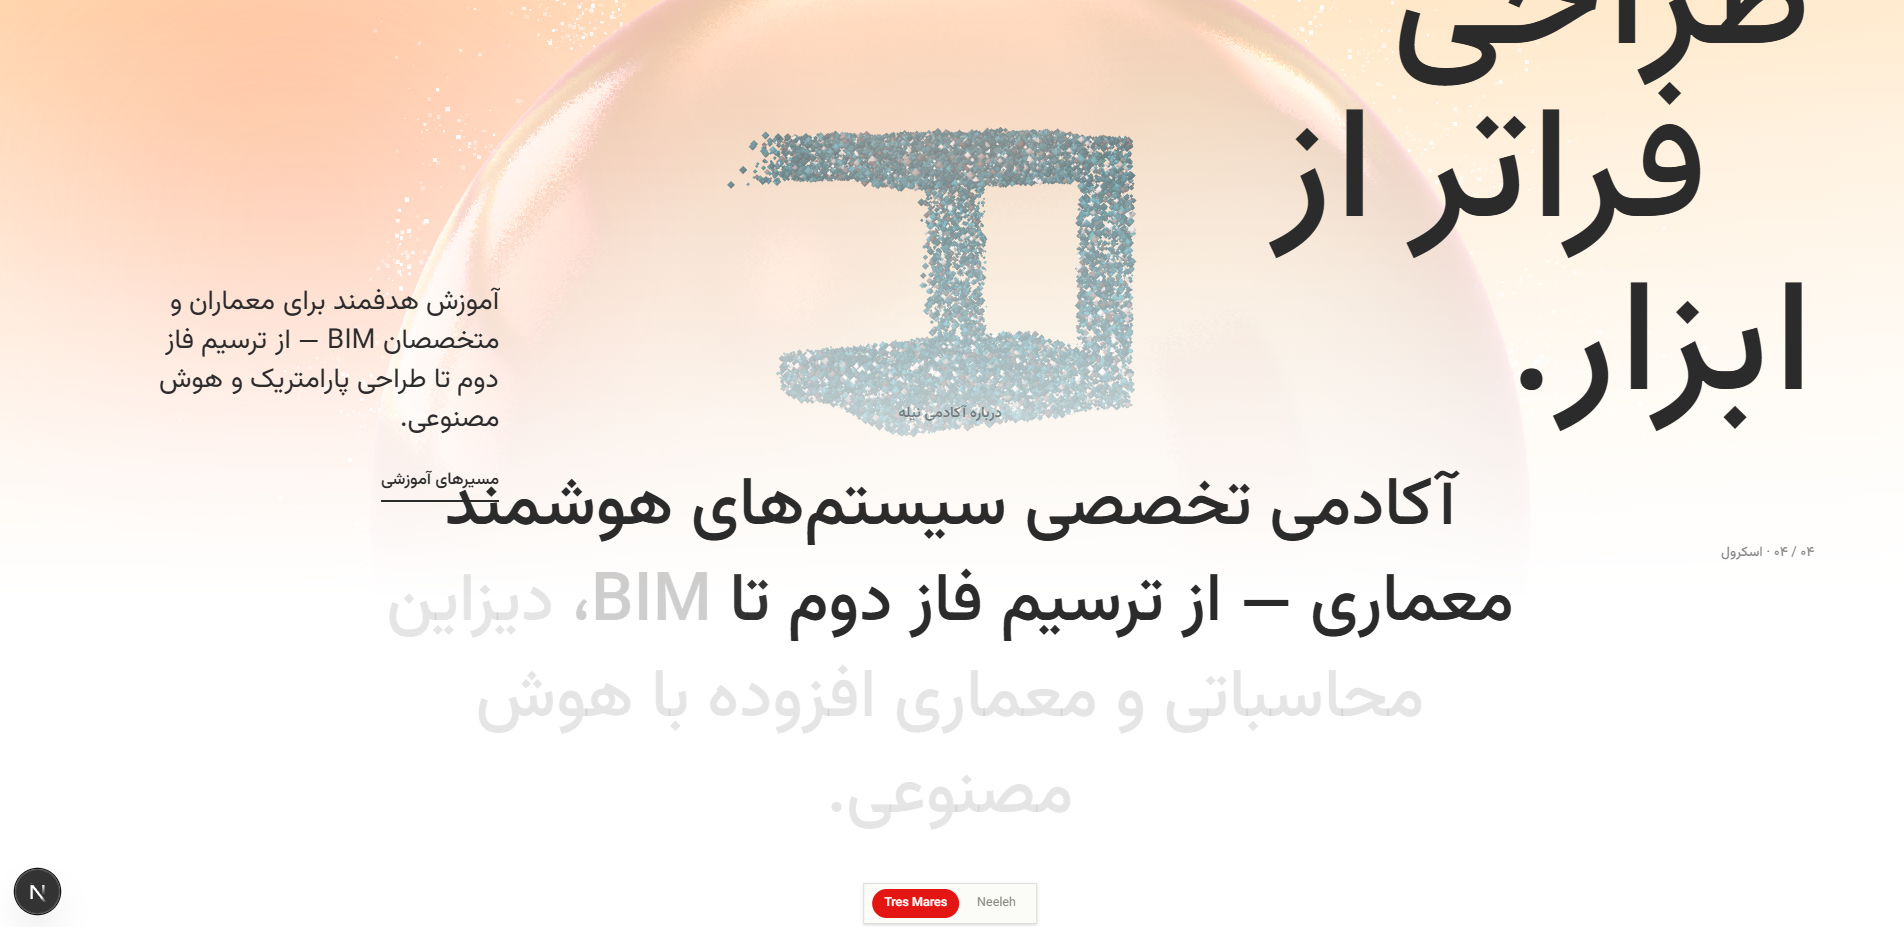 طراحی
فراتر از
ابزار.
آموزش هدفمند برای معماران و
متخصصان BIM — از ترسیم فاز
دوم تا طراحی پارامتریک و هوش
مصنوعی.
مسیرهای آموزشی
درباره آکادمی نیله
آکادمی تخصصی سیستم‌های هوشمند
معماری — از ترسیم فاز دوم تا BIM، دیزاین
محاسباتی و معماری افزوده با هوش
مصنوعی.
۰۴ / ۰۴ · اسکرول
N
Tres Mares
Neeleh